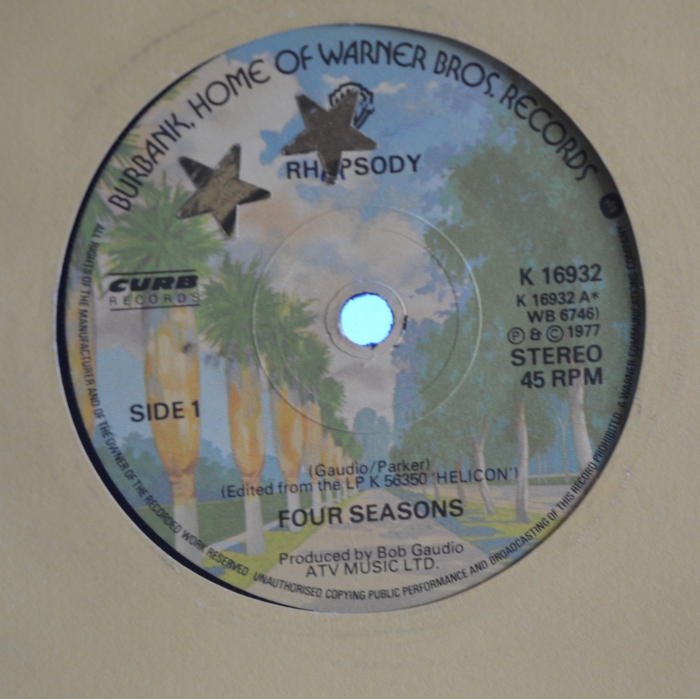 BURBANK, HOME OF WARNER BROS. RECORDS
RHAPSODY
CURB
RECORDS
K 16932
K 16932 A*
WB 6746)
Ⓟ & © 1977
STEREO
45 RPM
SIDE 1
(Gaudio/Parker)
(Edited from the LP K 56350 'HELICON')
FOUR SEASONS
Produced by Bob Gaudio
ATV MUSIC LTD.
ALL RIGHTS OF THE MANUFACTURER AND OF THE OWNER OF THE RECORDED WORK RESERVED. UNAUTHORISED COPYING PUBLIC PERFORMANCE AND BROADCASTING OF THIS RECORD PROHIBITED. A WARNER COMMUNICATIONS COMPANY